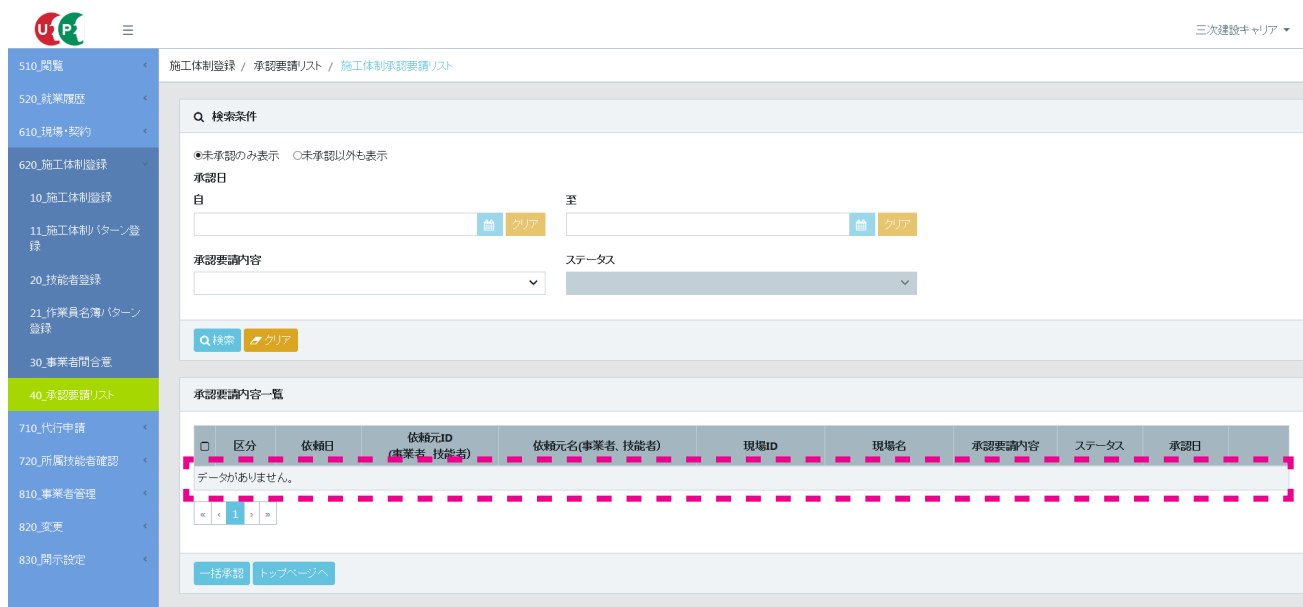 三次建設キャリア
510_閲覧
520_就業履歴
610_現場・契約
620_施工体制登録
10_施工体制登録
11_施工体制パターン登
録
20_技能者登録
21_作業員名簿パターン
登録
30_事業者間合意
40_承認要請リスト
710_代行申請
720_所属技能者確認
810_事業者管理
820_変更
830_開示設定
施工体制登録 / 承認要請リスト / 施工体制承認要請リスト
検索条件
未承認のみ表示 未承認以外も表示
承認日
自 至
クリア クリア
承認要請内容 ステータス
検索 クリア
承認要請内容一覧
区分 依頼日 依頼元ID
(事業者、技能者) 依頼元名(事業者、技能者) 現場ID 現場名 承認要請内容 ステータス 承認日
データがありません。
« ‹ 1 › »
一括承認 トップページへ